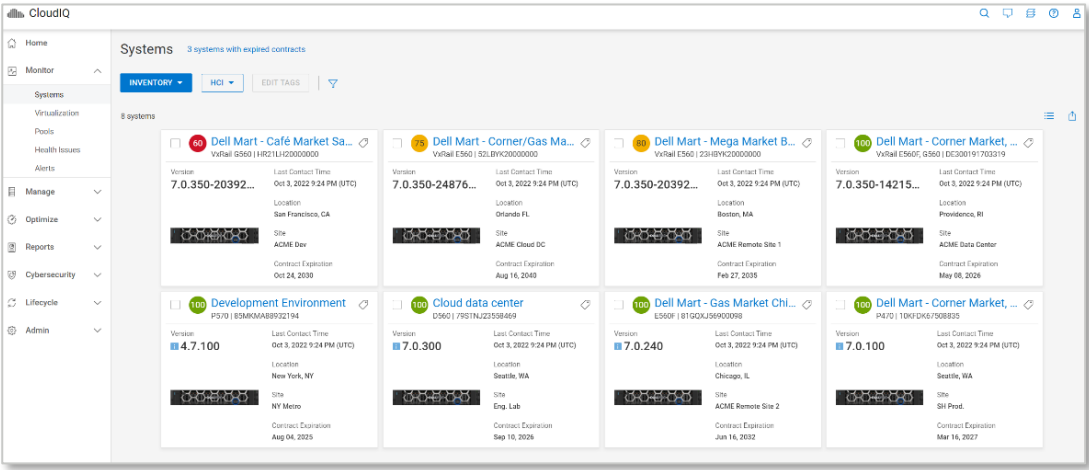 CloudIQ
Home
Monitor
Systems
Virtualization
Pools
Health Issues
Alerts
Manage
Optimize
Reports
Cybersecurity
Lifecycle
Admin
Systems 3 systems with expired contracts
INVENTORY HCI EDIT TAGS
8 systems
60 Dell Mart - Café Market Sa...
VxRail G560 | HR21LH20000000
Version
7.0.350-20392...
Last Contact Time
Oct 3, 2022 9:24 PM (UTC)
Location
San Francisco, CA
Site
ACME Dev
Contract Expiration
Oct 24, 2030
75 Dell Mart - Corner/Gas Ma...
VxRail E560 | 52LBYK20000000
Version
7.0.350-24876...
Last Contact Time
Oct 3, 2022 9:24 PM (UTC)
Location
Orlando FL
Site
ACME Cloud DC
Contract Expiration
Aug 16, 2040
80 Dell Mart - Mega Market B...
VxRail E560 | 23HBYK20000000
Version
7.0.350-20392...
Last Contact Time
Oct 3, 2022 9:24 PM (UTC)
Location
Boston, MA
Site
ACME Remote Site 1
Contract Expiration
Feb 27, 2035
100 Dell Mart - Corner Market, ...
VxRail E560F, G560 | DE300191703319
Version
7.0.350-14215...
Last Contact Time
Oct 3, 2022 9:24 PM (UTC)
Location
Providence, RI
Site
ACME Data Center
Contract Expiration
May 08, 2026
100 Development Environment
P570 | 85MKMA88932194
Version
4.7.100
Last Contact Time
Oct 3, 2022 9:24 PM (UTC)
Location
New York, NY
Site
NY Metro
Contract Expiration
Aug 04, 2025
100 Cloud data center
D560 | 79S1NJ23558469
Version
7.0.300
Last Contact Time
Oct 3, 2022 9:24 PM (UTC)
Location
Seattle, WA
Site
Eng. Lab
Contract Expiration
Sep 10, 2026
100 Dell Mart - Gas Market Chi...
E560F | 81GQXJ56900098
Version
7.0.240
Last Contact Time
Oct 3, 2022 9:24 PM (UTC)
Location
Chicago, IL
Site
ACME Remote Site 2
Contract Expiration
Jun 16, 2032
100 Dell Mart - Corner Market, ...
P470 | 10KFDK67508835
Version
7.0.100
Last Contact Time
Oct 3, 2022 9:24 PM (UTC)
Location
Seattle, WA
Site
SH Prod.
Contract Expiration
Mar 16, 2027